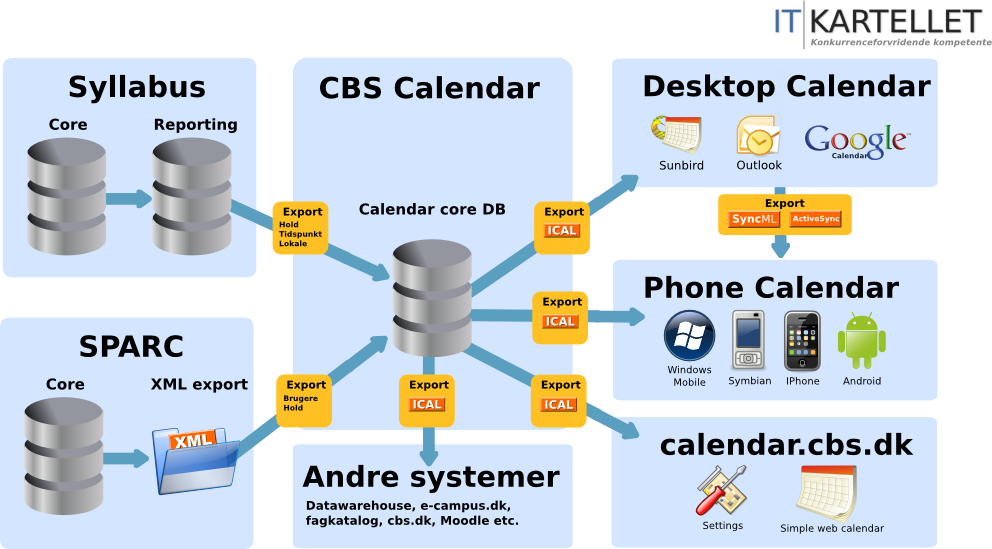 ITKARTELLET
Konkurrenceforvridende kompetente
Syllabus
Core
Reporting
CBS Calendar
Calendar core DB
Export
Hold
Tidspunkt
Lokale
Export
ICAL
Desktop Calendar
Sunbird
Outlook
Google™
Calendar
Export
SyncML
ActiveSync
Export
ICAL
Phone Calendar
Windows
Mobile
Symbian
IPhone
Android
SPARC
Core
XML export
XML
Export
Brugere
Hold
Export
ICAL
Export
ICAL
Andre systemer
Datawarehouse, e-campus.dk,
fagkatalog, cbs.dk, Moodle etc.
calendar.cbs.dk
Settings
Simple web calendar